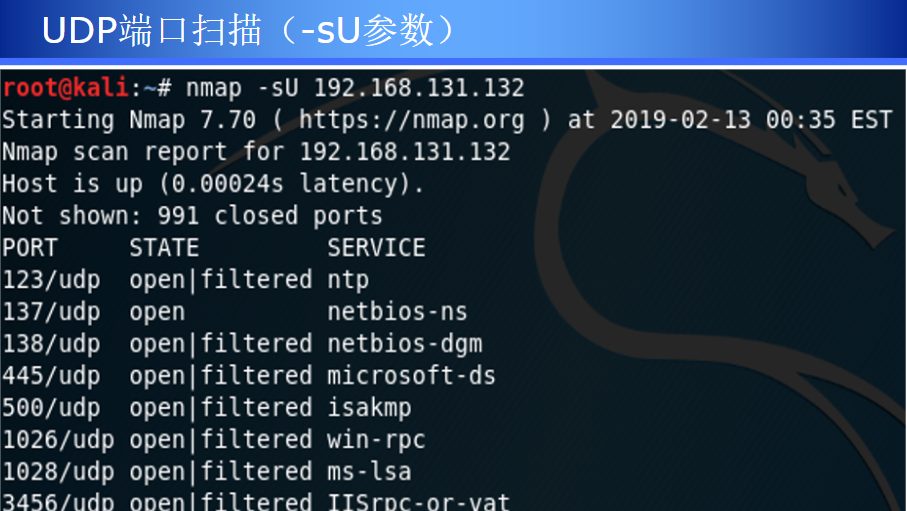 UDP端口扫描（-sU参数）
root@kali:~# nmap -sU 192.168.131.132
Starting Nmap 7.70 ( https://nmap.org ) at 2019-02-13 00:35 EST
Nmap scan report for 192.168.131.132
Host is up (0.00024s latency).
Not shown: 991 closed ports
PORT     STATE         SERVICE
123/udp  open|filtered ntp
137/udp  open          netbios-ns
138/udp  open|filtered netbios-dgm
445/udp  open|filtered microsoft-ds
500/udp  open|filtered isakmp
1026/udp open|filtered win-rpc
1028/udp open|filtered ms-lsa
3456/udp open|filtered IISrpc-or-vat